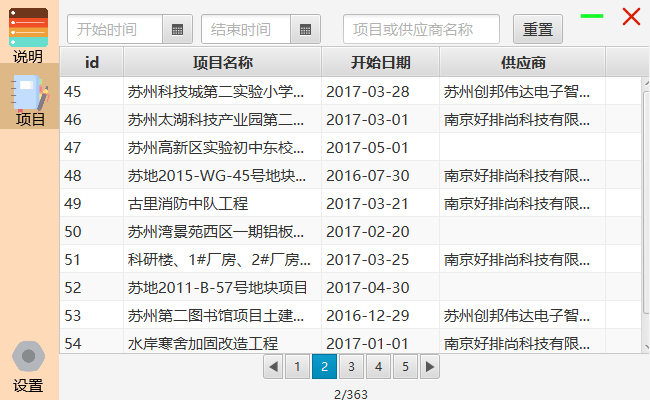 说明
项目
设置
开始时间 结束时间 项目或供应商名称 重置
id 项目名称 开始日期 供应商
45 苏州科技城第二实验小学... 2017-03-28 苏州创邦伟达电子智...
46 苏州太湖科技产业园第二... 2017-03-01 南京好排尚科技有限...
47 苏州高新区实验初中东校... 2017-05-01
48 苏地2015-WG-45号地块... 2016-07-30 南京好排尚科技有限...
49 古里消防中队工程 2017-03-21 南京好排尚科技有限...
50 苏州湾景苑西区一期铝板... 2017-02-20
51 科研楼、1#厂房、2#厂房... 2017-03-25 南京好排尚科技有限...
52 苏地2011-B-57号地块项目 2017-04-30
53 苏州第二图书馆项目土建... 2016-12-29 苏州创邦伟达电子智...
54 水岸寒舍加固改造工程 2017-01-01 南京好排尚科技有限...
1 2 3 4 5
2/363